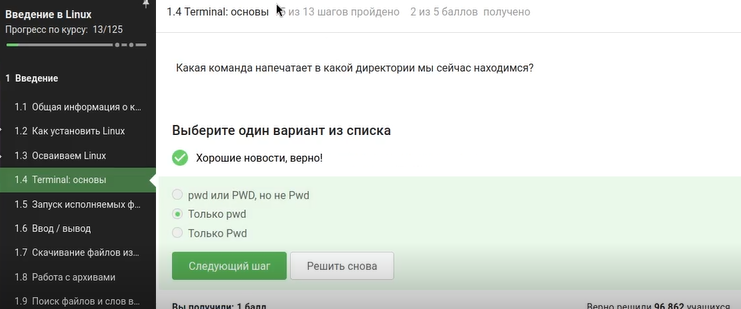 Введение в Linux
Прогресс по курсу: 13/125
1 Введение
1.1 Общая информация о к...
1.2 Как установить Linux
1.3 Осваиваем Linux
1.4 Terminal: основы
1.5 Запуск исполняемых ф...
1.6 Ввод / вывод
1.7 Скачивание файлов из...
1.8 Работа с архивами
1.9 Поиск файлов и слов в...
1.4 Terminal: основы из 13 шагов пройдено 2 из 5 баллов получено
Какая команда напечатает в какой директории мы сейчас находимся?
Выберите один вариант из списка
Хорошие новости, верно!
pwd или PWD, но не Pwd
Только pwd
Только Pwd
Следующий шаг Решить снова
Вы получили: 1 балл Верно решили 96 862 учащихся